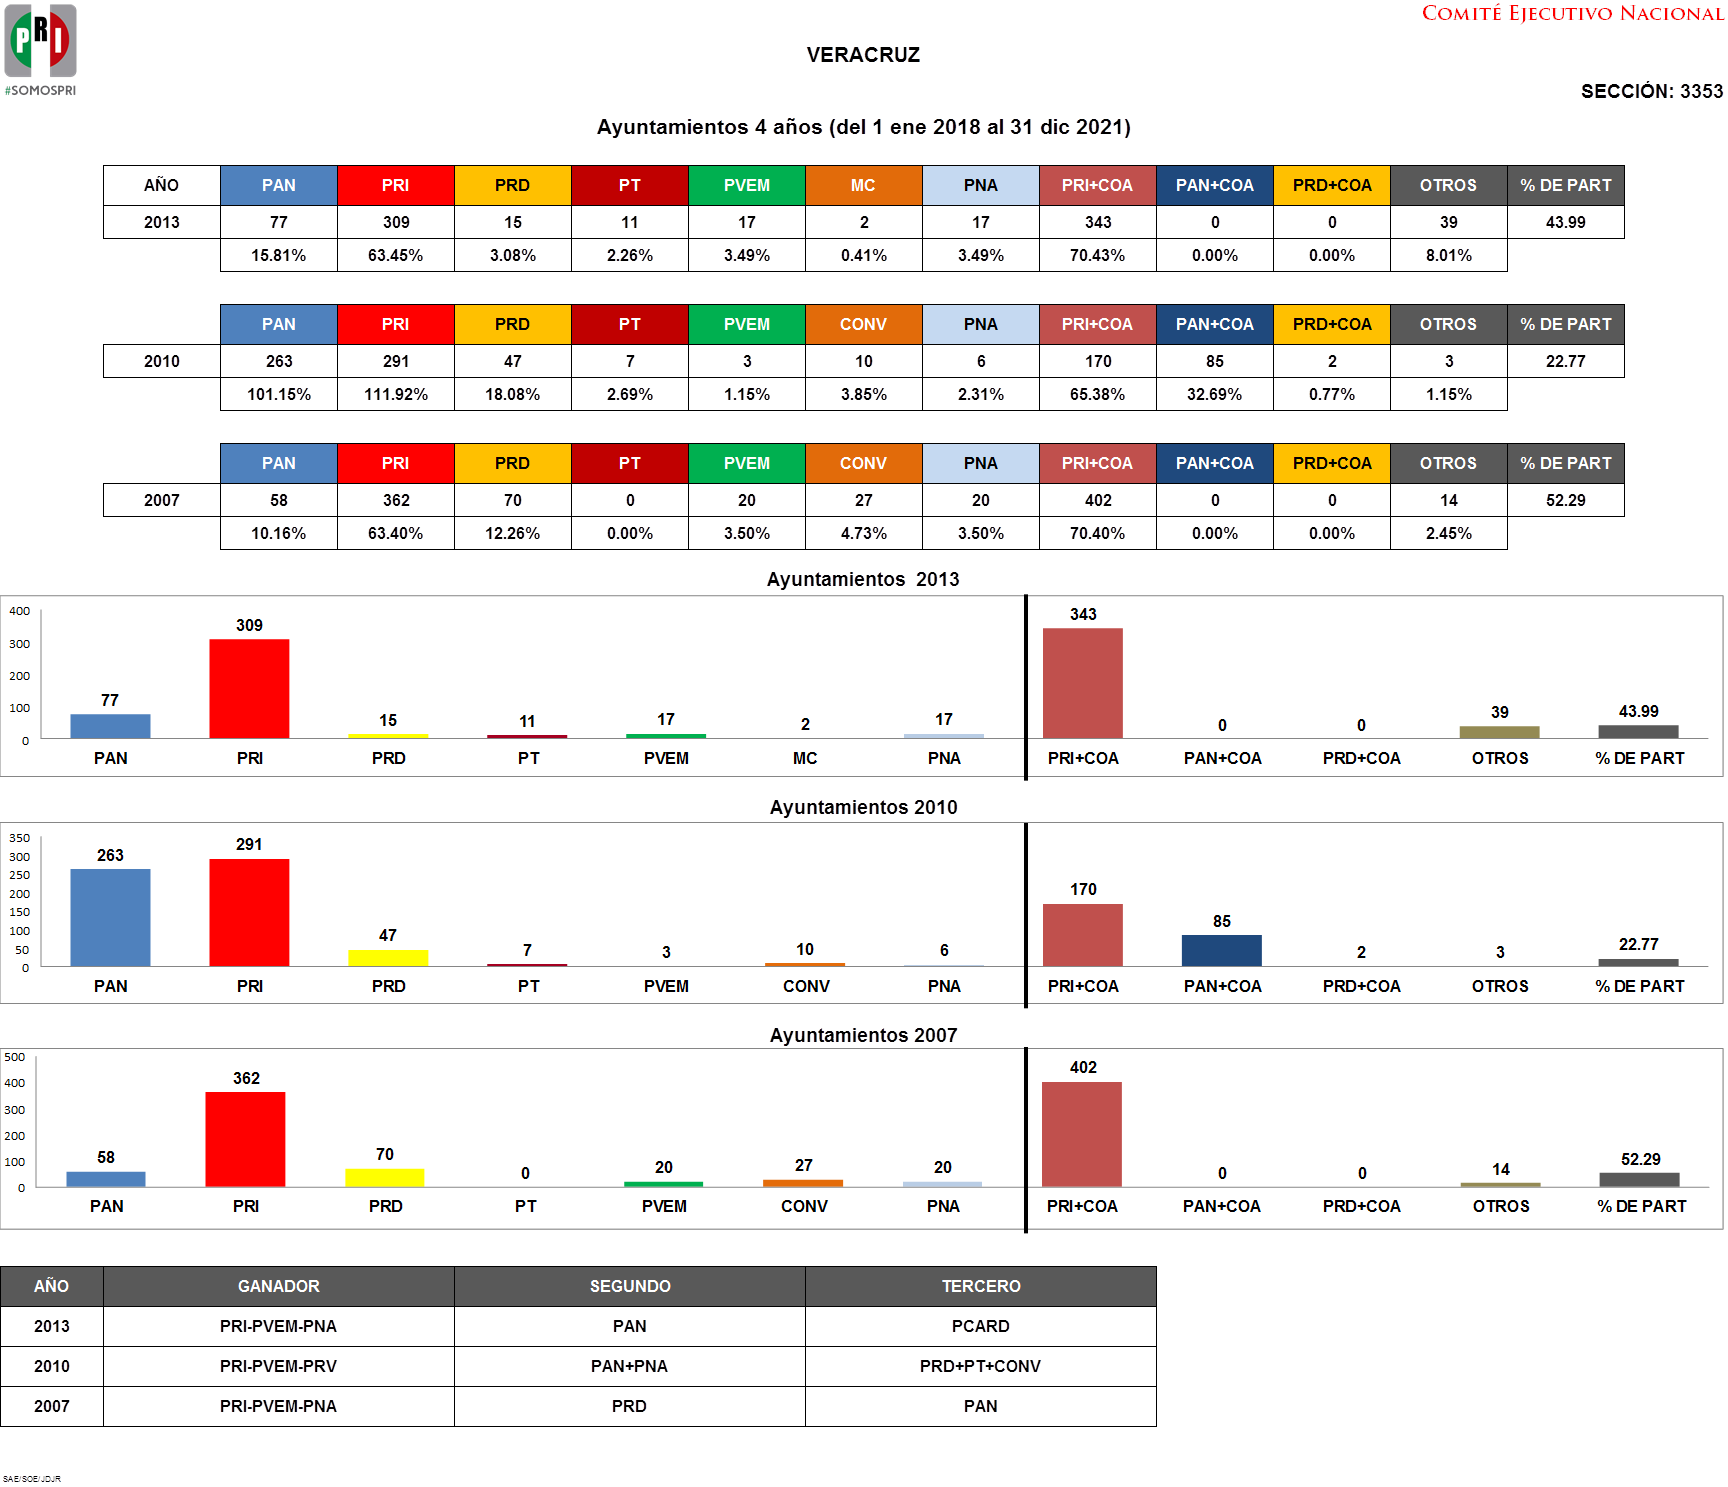 COMITÉ EJECUTIVO NACIONAL
PRI
#SOMOSPRI
VERACRUZ
SECCIÓN: 3353
Ayuntamientos 4 años (del 1 ene 2018 al 31 dic 2021)
AÑO PAN PRI PRD PT PVEM MC PNA PRI+COA PAN+COA PRD+COA OTROS % DE PART
2013 77 309 15 11 17 2 17 343 0 0 39 43.99
15.81% 63.45% 3.08% 2.26% 3.49% 0.41% 3.49% 70.43% 0.00% 0.00% 8.01%
PAN PRI PRD PT PVEM CONV PNA PRI+COA PAN+COA PRD+COA OTROS % DE PART
2010 263 291 47 7 3 10 6 170 85 2 3 22.77
101.15% 111.92% 18.08% 2.69% 1.15% 3.85% 2.31% 65.38% 32.69% 0.77% 1.15%
PAN PRI PRD PT PVEM CONV PNA PRI+COA PAN+COA PRD+COA OTROS % DE PART
2007 58 362 70 0 20 27 20 402 0 0 14 52.29
10.16% 63.40% 12.26% 0.00% 3.50% 4.73% 3.50% 70.40% 0.00% 0.00% 2.45%
Ayuntamientos 2013
400
300
200
100
0
77 309 15 11 17 2 17 343 0 0 39 43.99
PAN PRI PRD PT PVEM MC PNA PRI+COA PAN+COA PRD+COA OTROS % DE PART
Ayuntamientos 2010
350
300
250
200
150
100
50
0
263 291 47 7 3 10 6 170 85 2 3 22.77
PAN PRI PRD PT PVEM CONV PNA PRI+COA PAN+COA PRD+COA OTROS % DE PART
Ayuntamientos 2007
500
400
300
200
100
0
58 362 70 0 20 27 20 402 0 0 14 52.29
PAN PRI PRD PT PVEM CONV PNA PRI+COA PAN+COA PRD+COA OTROS % DE PART
AÑO GANADOR SEGUNDO TERCERO
2013 PRI-PVEM-PNA PAN PCARD
2010 PRI-PVEM-PRV PAN+PNA PRD+PT+CONV
2007 PRI-PVEM-PNA PRD PAN
SAE/SOE/JDJR